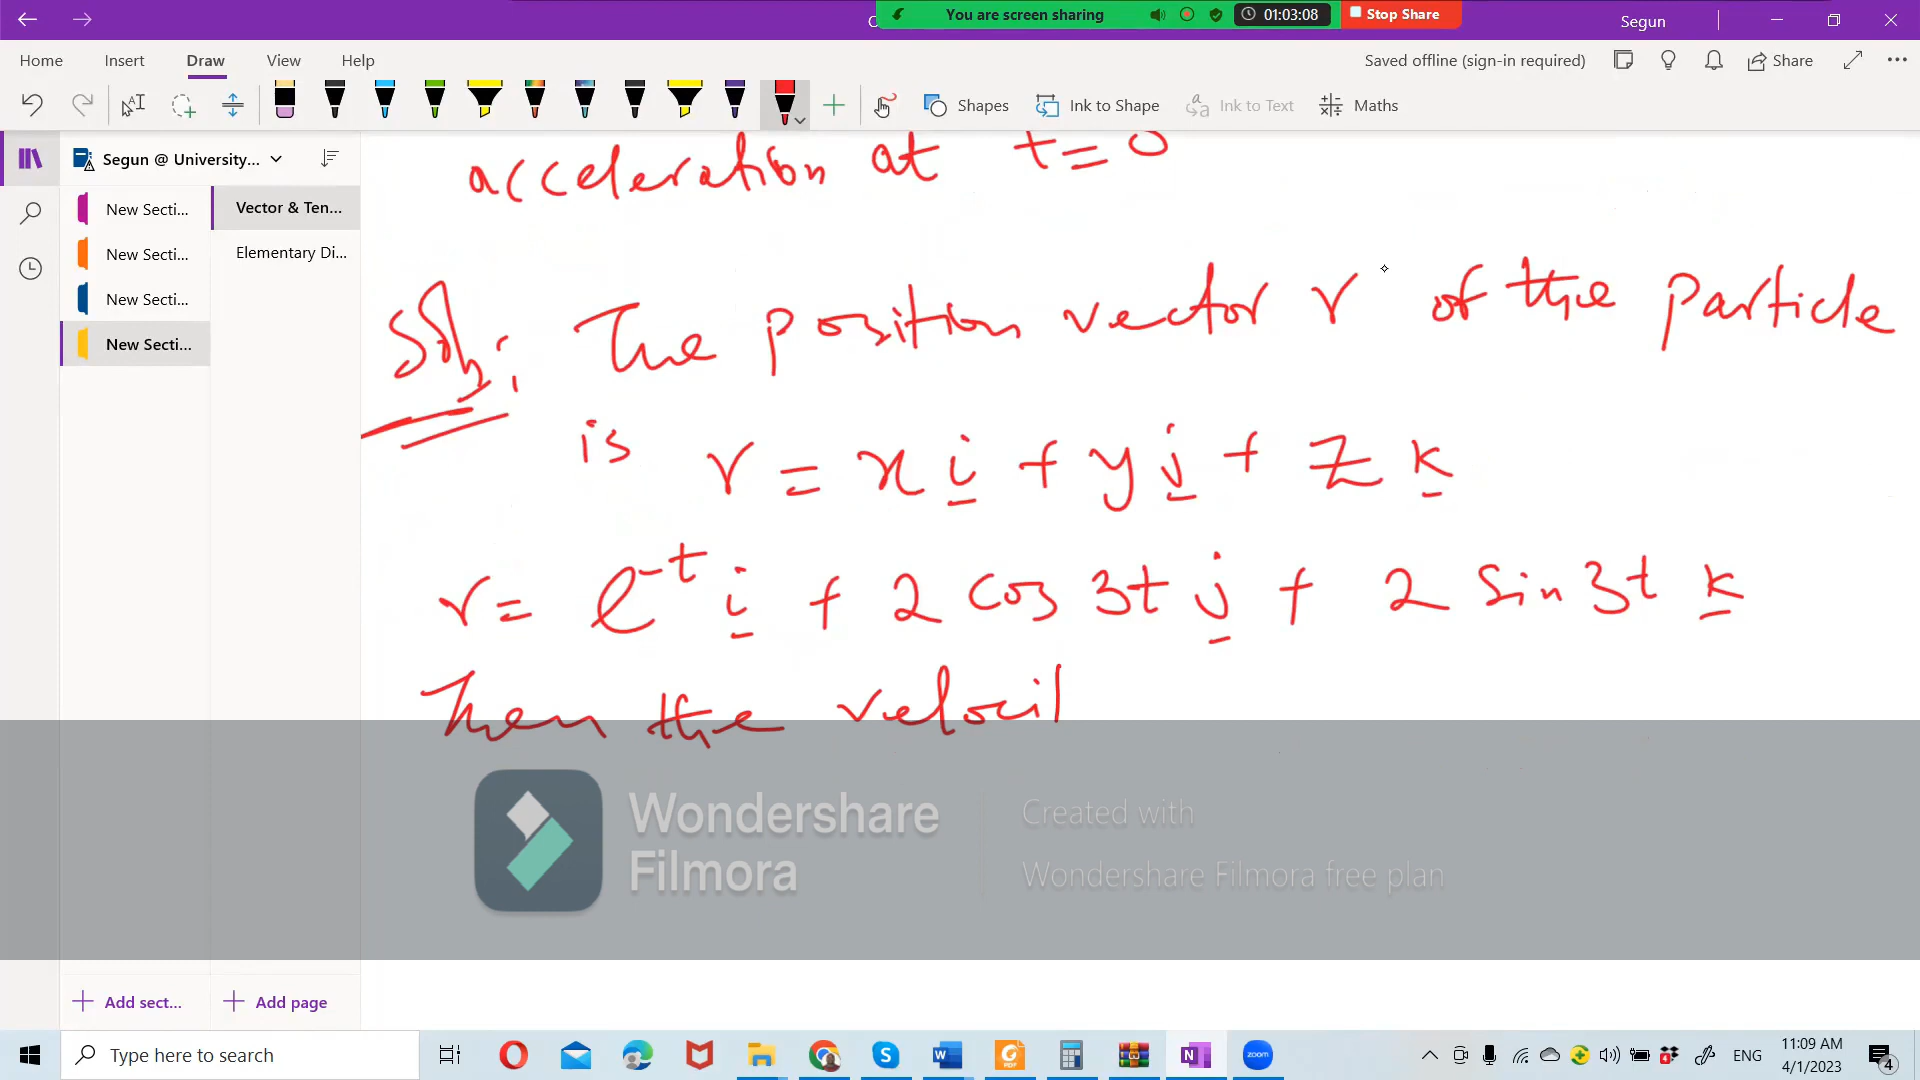 You are screen sharing
01:03:08
Stop Share
Segun
Home
Insert
Draw
View
Help
Saved offline (sign-in required)
Share
Shapes
Ink to Shape
Ink to Text
Maths
Segun @ University...
New Secti...
New Secti...
New Secti...
New Secti...
Vector & Ten...
Elementary Di...
acceleration at t=0
Soln: The position vector r of the particle
is r = x i + y j + z k
r = e^-t i + 2 cos 3t j + 2 sin 3t k
Then the velocit
Wondershare
Filmora
Created with
Wondershare Filmora free plan
+ Add sect...
+ Add page
Type here to search
zoom
ENG
11:09 AM
4/1/2023
4